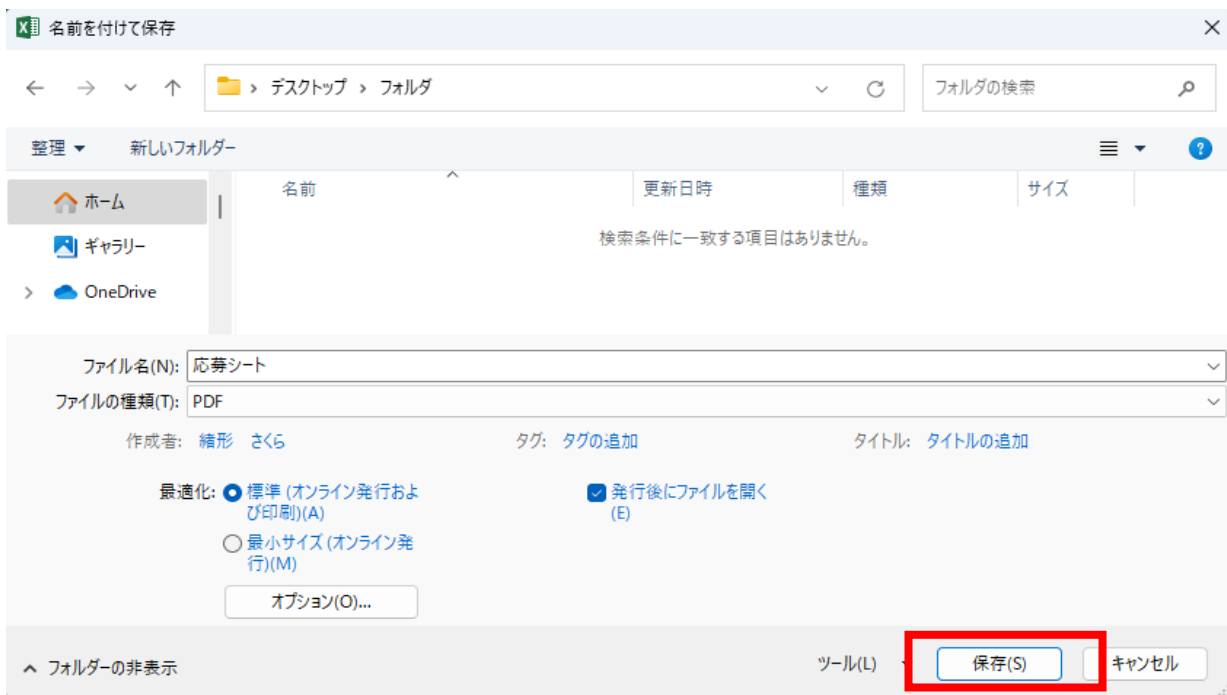 名前を付けて保存
デスクトップ > フォルダ
フォルダの検索
整理 新しいフォルダー
名前 更新日時 種類 サイズ
ホーム
検索条件に一致する項目はありません。
ギャラリー
OneDrive
ファイル名(N): 応募シート
ファイルの種類(T): PDF
作成者: 緒形 さくら タグ: タグの追加 タイトル: タイトルの追加
最適化: 標準 (オンライン発行およ
び印刷)(A)
発行後にファイルを開く
(E)
最小サイズ (オンライン発
行)(M)
オプション(O)...
フォルダーの非表示 ツール(L) 保存(S) キャンセル